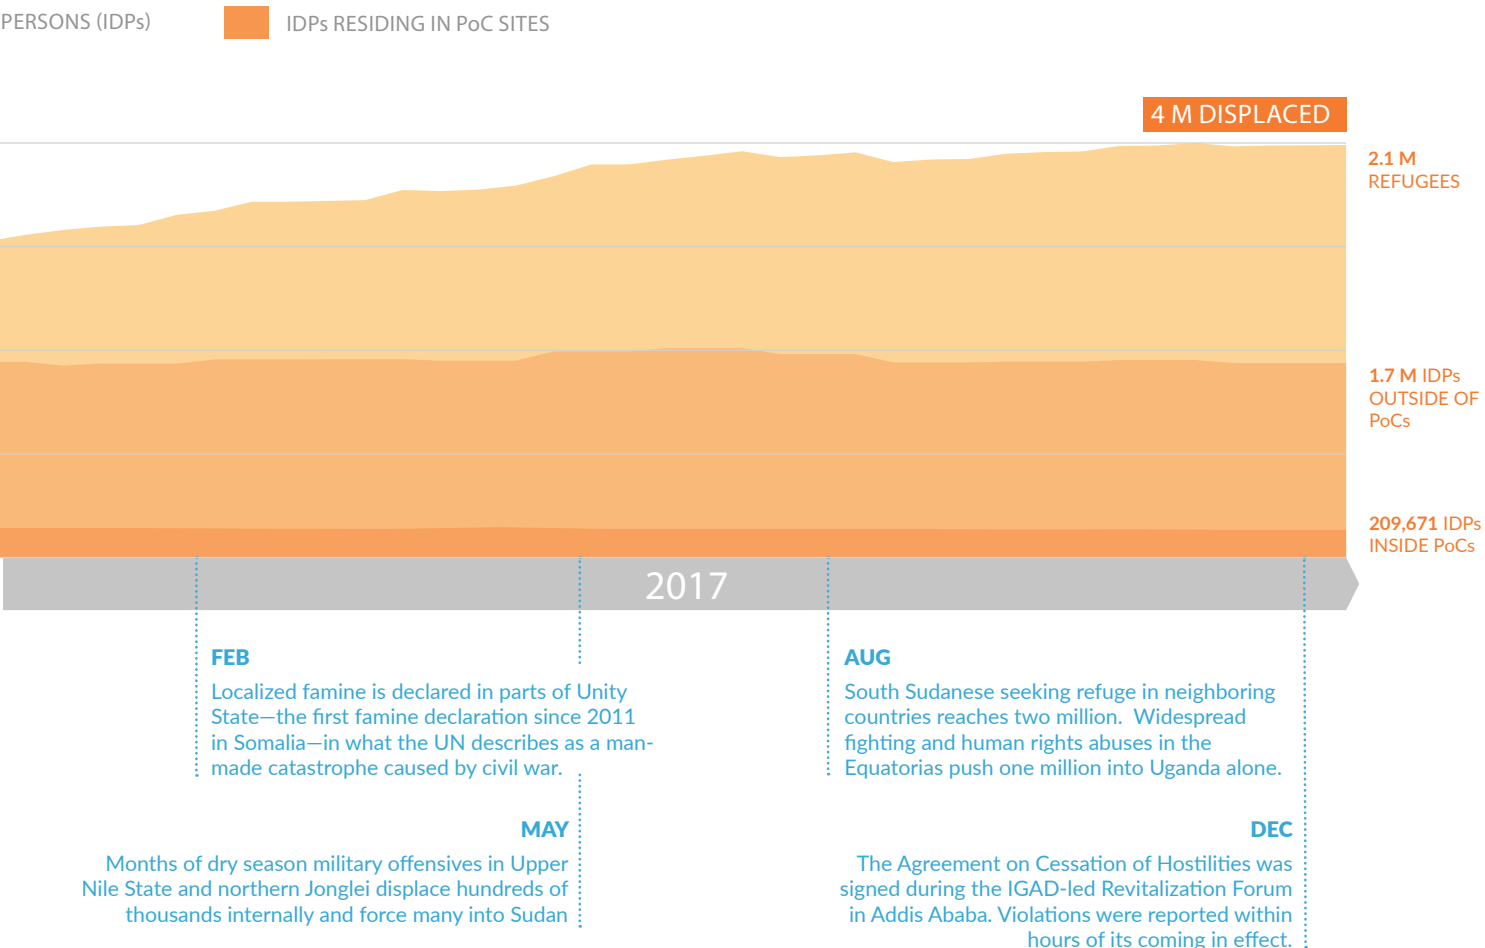 PERSONS (IDPs)
IDPs RESIDING IN PoC SITES
4 M DISPLACED
2.1 M
REFUGEES
1.7 M IDPs
OUTSIDE OF
PoCs
209,671 IDPs
INSIDE PoCs
2017
FEB
Localized famine is declared in parts of Unity
State—the first famine declaration since 2011
in Somalia—in what the UN describes as a man-
made catastrophe caused by civil war.
AUG
South Sudanese seeking refuge in neighboring
countries reaches two million.  Widespread
fighting and human rights abuses in the
Equatorias push one million into Uganda alone.
MAY
Months of dry season military offensives in Upper
Nile State and northern Jonglei displace hundreds of
thousands internally and force many into Sudan
DEC
The Agreement on Cessation of Hostilities was
signed during the IGAD-led Revitalization Forum
in Addis Ababa. Violations were reported within
hours of its coming in effect.